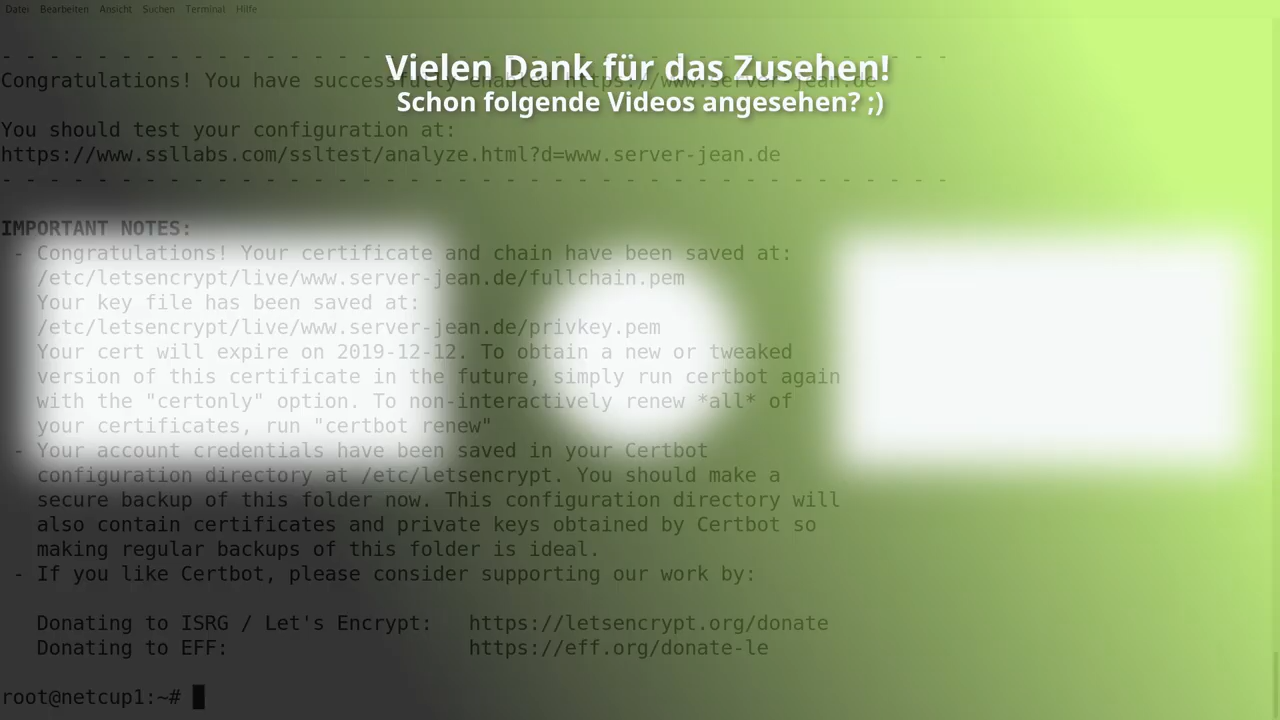 Datei Bearbeiten Ansicht Suchen Terminal Hilfe
Vielen Dank für das Zusehen!
Schon folgende Videos angesehen? ;)
- - - - - - - - - - - - - - - - - - - - - - - - - - - - - - - - - - - - - - - -
Congratulations! You have successfully enabled https://www.server-jean.de
You should test your configuration at:
https://www.ssllabs.com/ssltest/analyze.html?d=www.server-jean.de
- - - - - - - - - - - - - - - - - - - - - - - - - - - - - - - - - - - - - - - -
IMPORTANT NOTES:
- Congratulations! Your certificate and chain have been saved at:
/etc/letsencrypt/live/www.server-jean.de/fullchain.pem
Your key file has been saved at:
/etc/letsencrypt/live/www.server-jean.de/privkey.pem
Your cert will expire on 2019-12-12. To obtain a new or tweaked
version of this certificate in the future, simply run certbot again
with the "certonly" option. To non-interactively renew *all* of
your certificates, run "certbot renew"
- Your account credentials have been saved in your Certbot
configuration directory at /etc/letsencrypt. You should make a
secure backup of this folder now. This configuration directory will
also contain certificates and private keys obtained by Certbot so
making regular backups of this folder is ideal.
- If you like Certbot, please consider supporting our work by:
Donating to ISRG / Let's Encrypt: https://letsencrypt.org/donate
Donating to EFF: https://eff.org/donate-le
root@netcup1:~#